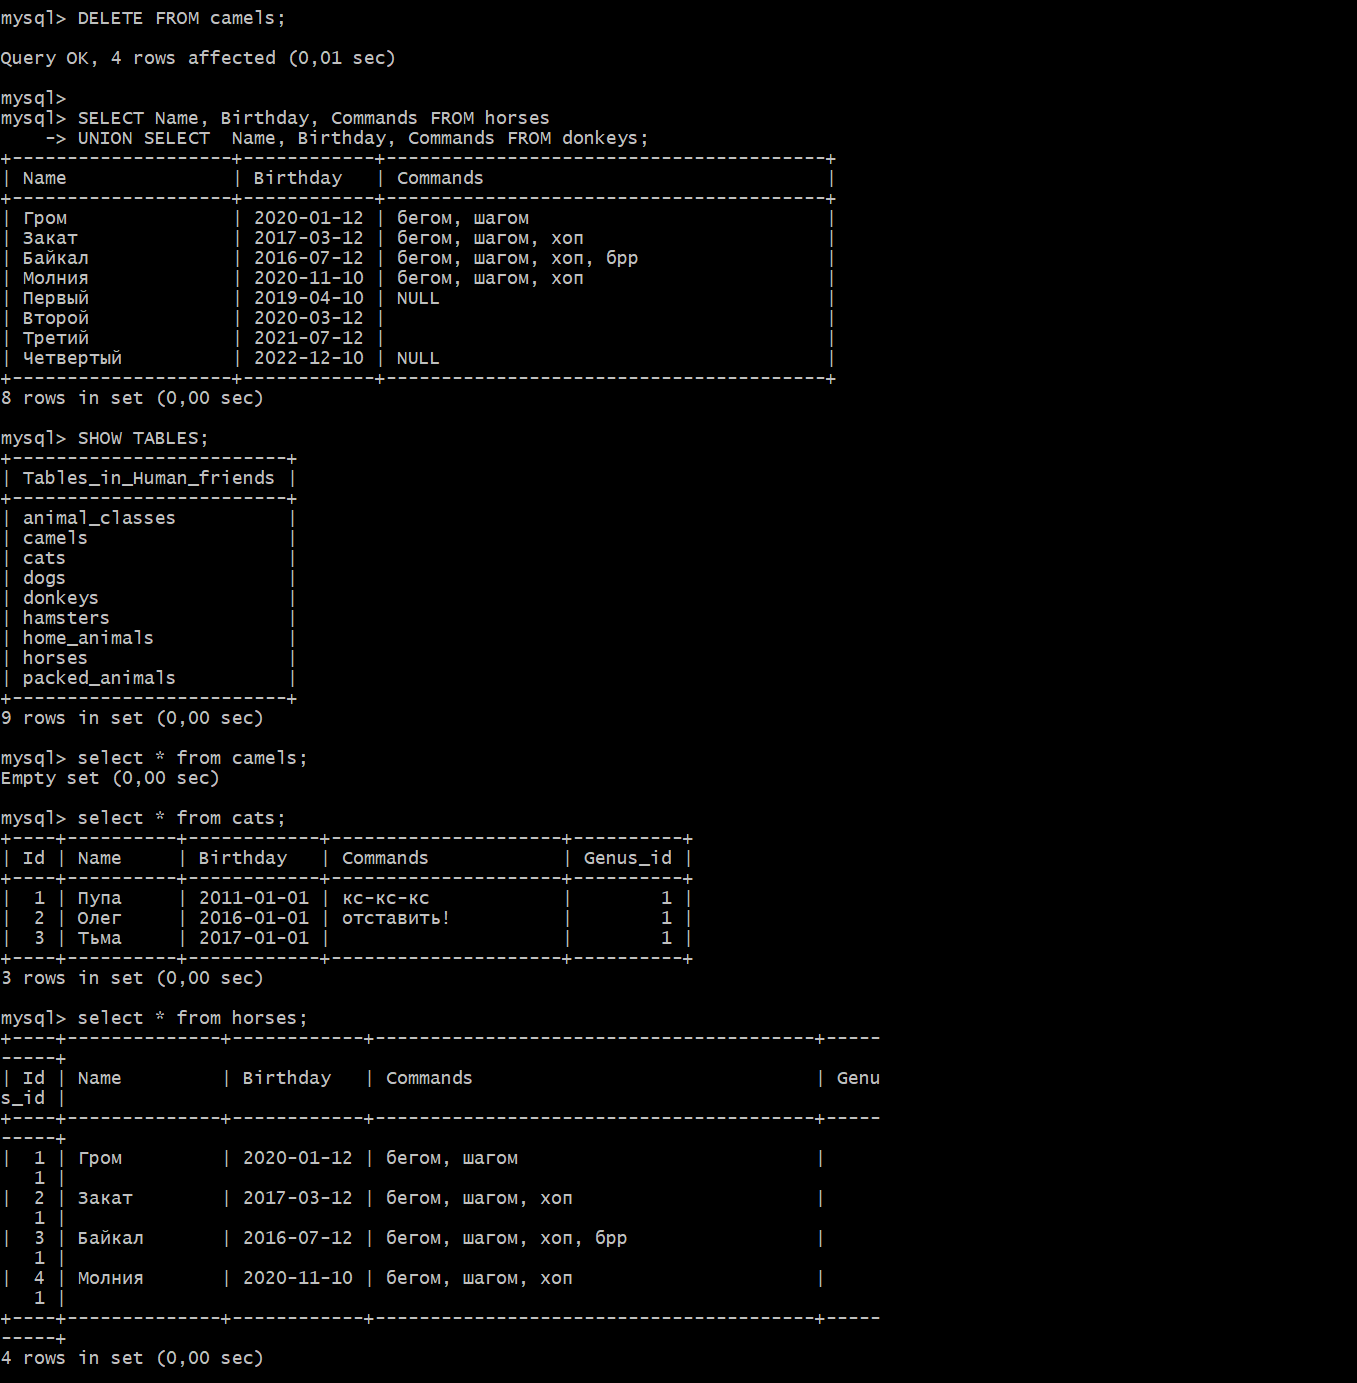 mysql> DELETE FROM camels;
Query OK, 4 rows affected (0,01 sec)
mysql>
mysql> SELECT Name, Birthday, Commands FROM horses
    -> UNION SELECT  Name, Birthday, Commands FROM donkeys;
+--------------------+------------+----------------------------------------+
| Name               | Birthday   | Commands                               |
+--------------------+------------+----------------------------------------+
| Гром               | 2020-01-12 | бегом, шагом                           |
| Закат              | 2017-03-12 | бегом, шагом, хоп                      |
| Байкал             | 2016-07-12 | бегом, шагом, хоп, брр                 |
| Молния             | 2020-11-10 | бегом, шагом, хоп                      |
| Первый             | 2019-04-10 | NULL                                   |
| Второй             | 2020-03-12 |                                        |
| Третий             | 2021-07-12 |                                        |
| Четвертый          | 2022-12-10 | NULL                                   |
+--------------------+------------+----------------------------------------+
8 rows in set (0,00 sec)
mysql> SHOW TABLES;
+-------------------------+
| Tables_in_Human_friends |
+-------------------------+
| animal_classes          |
| camels                  |
| cats                    |
| dogs                    |
| donkeys                 |
| hamsters                |
| home_animals            |
| horses                  |
| packed_animals          |
+-------------------------+
9 rows in set (0,00 sec)
mysql> select * from camels;
Empty set (0,00 sec)
mysql> select * from cats;
+----+----------+------------+---------------------+----------+
| Id | Name     | Birthday   | Commands            | Genus_id |
+----+----------+------------+---------------------+----------+
|  1 | Пупа     | 2011-01-01 | кс-кс-кс            |        1 |
|  2 | Олег     | 2016-01-01 | отставить!          |        1 |
|  3 | Тьма     | 2017-01-01 |                     |        1 |
+----+----------+------------+---------------------+----------+
3 rows in set (0,00 sec)
mysql> select * from horses;
+----+--------------+------------+----------------------------------------+-----
-----+
| Id | Name         | Birthday   | Commands                               | Genu
s_id |
+----+--------------+------------+----------------------------------------+-----
-----+
|  1 | Гром         | 2020-01-12 | бегом, шагом                           |
   1 |
|  2 | Закат        | 2017-03-12 | бегом, шагом, хоп                      |
   1 |
|  3 | Байкал       | 2016-07-12 | бегом, шагом, хоп, брр                 |
   1 |
|  4 | Молния       | 2020-11-10 | бегом, шагом, хоп                      |
   1 |
+----+--------------+------------+----------------------------------------+-----
-----+
4 rows in set (0,00 sec)